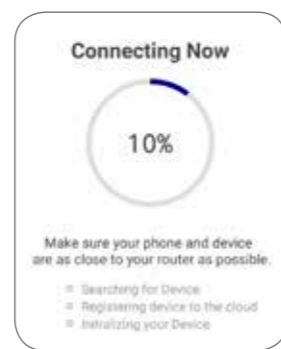 Connecting Now
10%
Make sure your phone and device
are as close to your router as possible.
Searching for Device
Registering device to the cloud
Initializing your Device